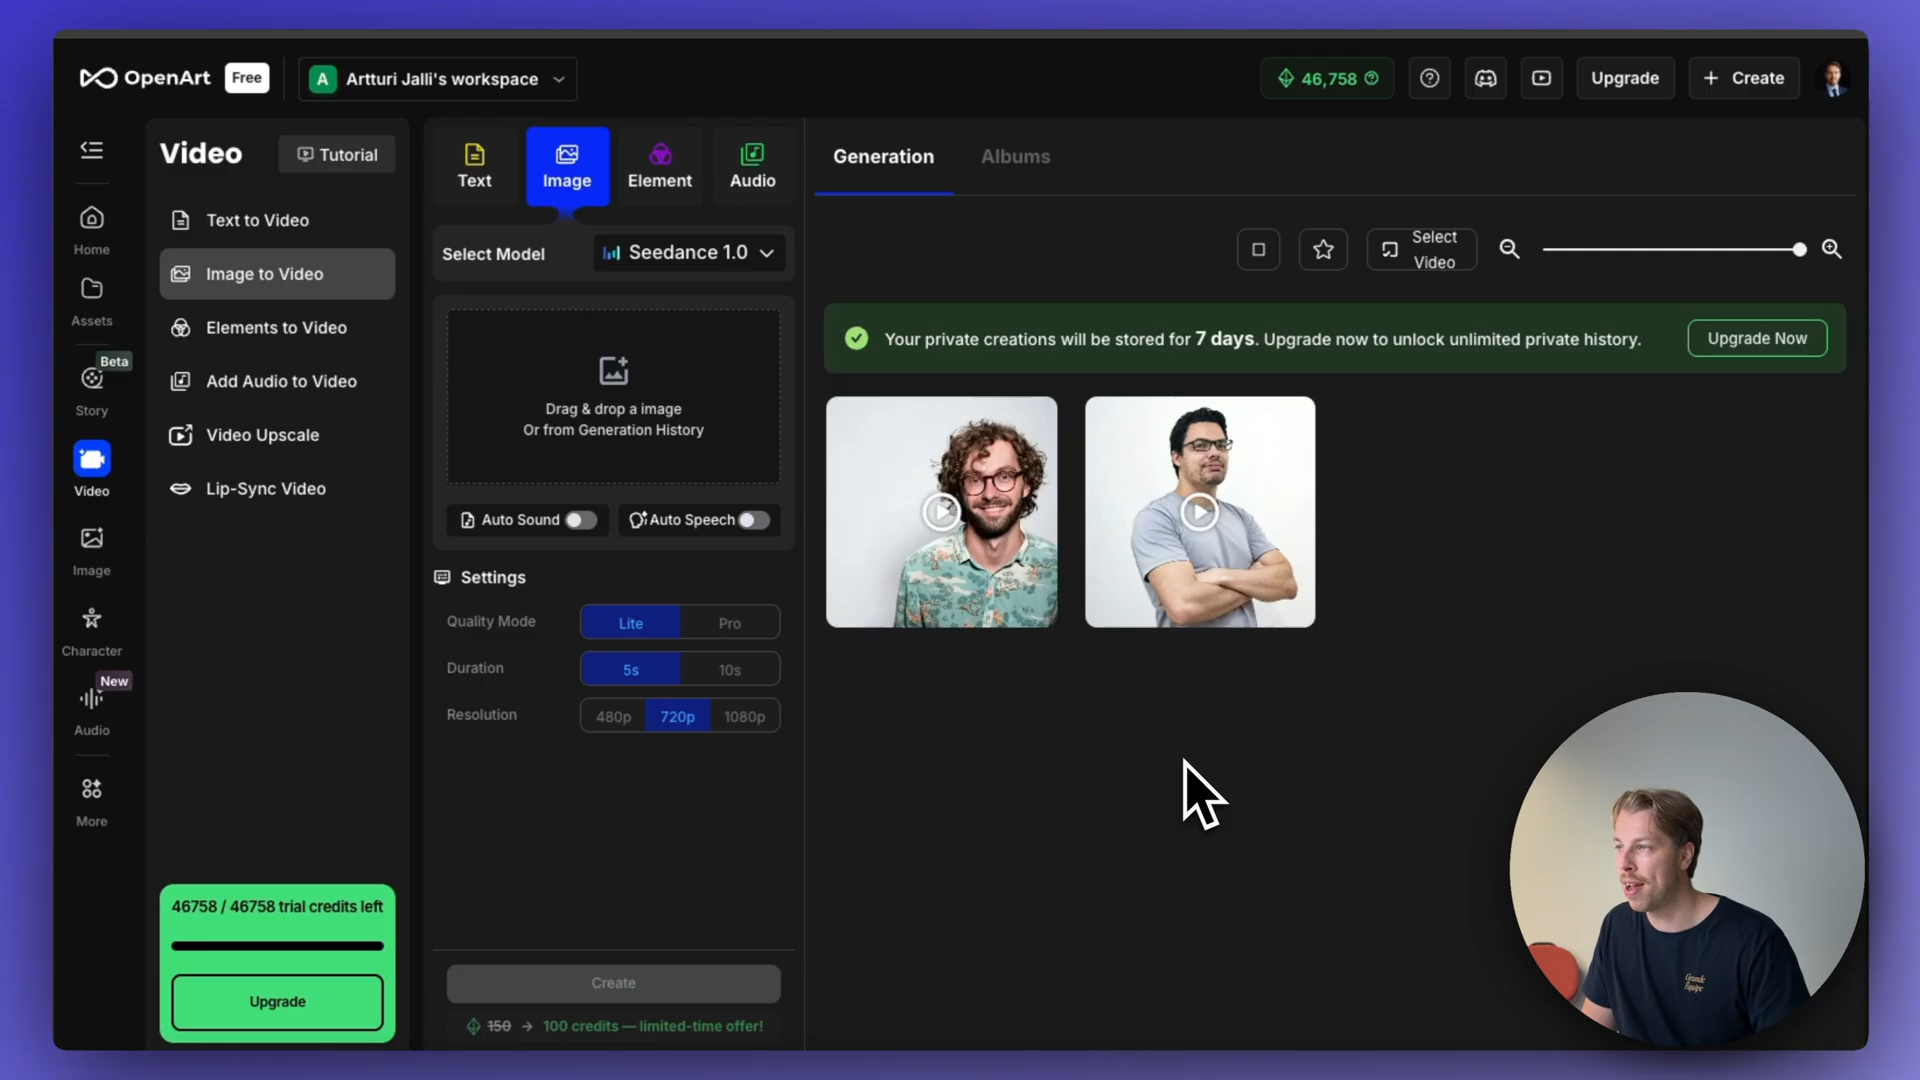 OpenArt Free
A Artturi Jalli's workspace
46,758
Upgrade
+ Create
Home
Assets
Beta
Story
Video
Image
Character
New
Audio
More
Video
Tutorial
Text to Video
Image to Video
Elements to Video
Add Audio to Video
Video Upscale
Lip-Sync Video
46758 / 46758 trial credits left
Upgrade
Text
Image
Element
Audio
Select Model
Seedance 1.0
Drag & drop a image
Or from Generation History
Auto Sound
Auto Speech
Settings
Quality Mode
Lite
Pro
Duration
5s
10s
Resolution
480p
720p
1080p
Create
150 → 100 credits — limited-time offer!
Generation
Albums
Select
Video
Your private creations will be stored for 7 days. Upgrade now to unlock unlimited private history.
Upgrade Now
Grande
Équipe